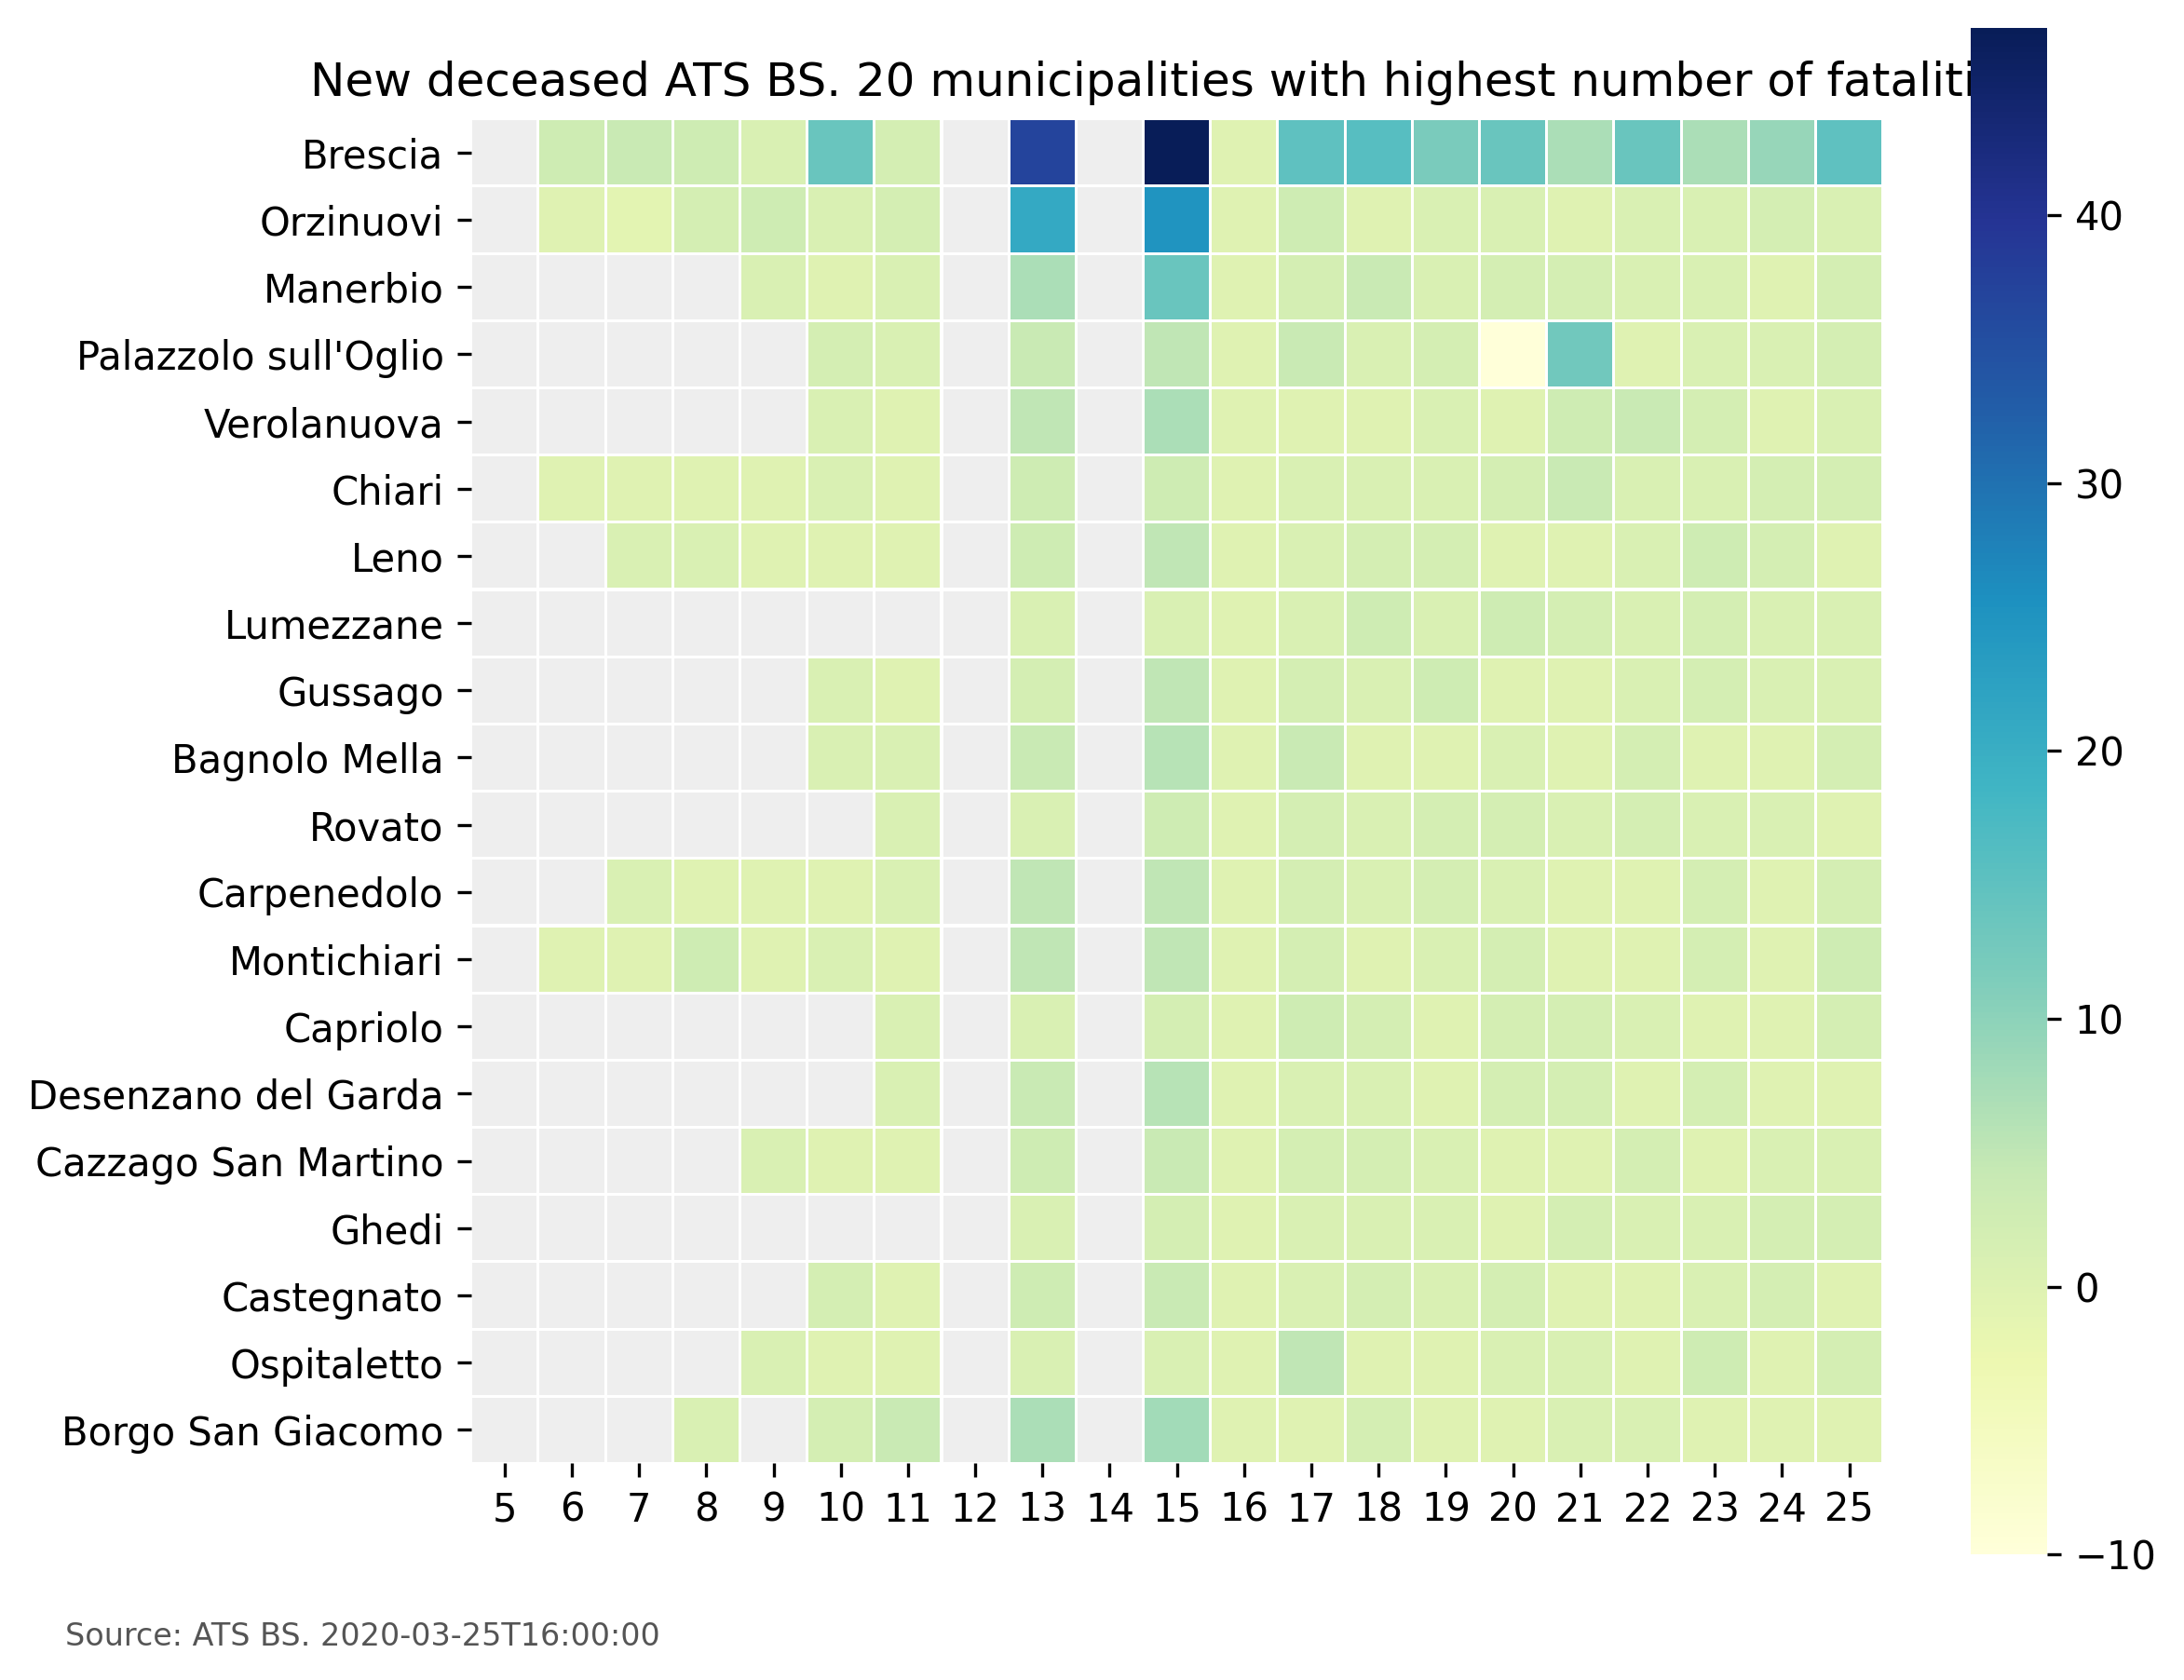 New deceased ATS BS. 20 municipalities with highest number of fataliti
Brescia
Orzinuovi
Manerbio
Palazzolo sull'Oglio
Verolanuova
Chiari
Leno
Lumezzane
Gussago
Bagnolo Mella
Rovato
Carpenedolo
Montichiari
Capriolo
Desenzano del Garda
Cazzago San Martino
Ghedi
Castegnato
Ospitaletto
Borgo San Giacomo
5 6 7 8 9 10 11 12 13 14 15 16 17 18 19 20 21 22 23 24 25
40
30
20
10
0
−10
Source: ATS BS. 2020-03-25T16:00:00